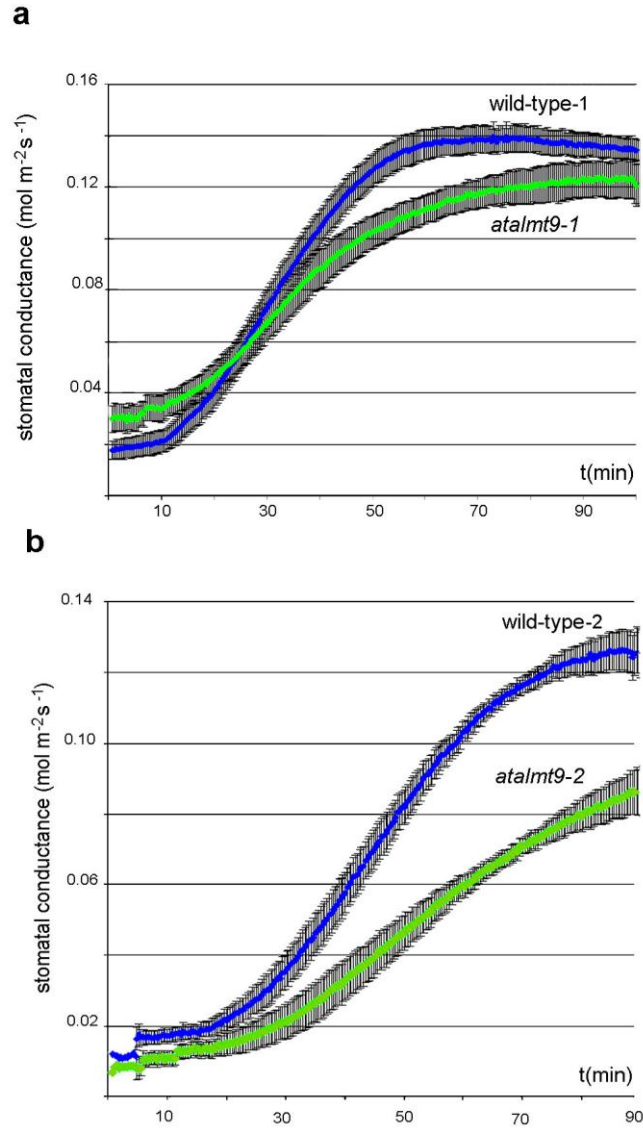 a
stomatal conductance (mol m⁻²s⁻¹)
0.16
0.12
0.08
0.04
wild-type-1
atalmt9-1
t(min)
10 30 50 70 90
b
stomatal conductance (mol m⁻²s⁻¹)
0.14
0.10
0.06
0.02
wild-type-2
atalmt9-2
t(min)
10 30 50 70 90